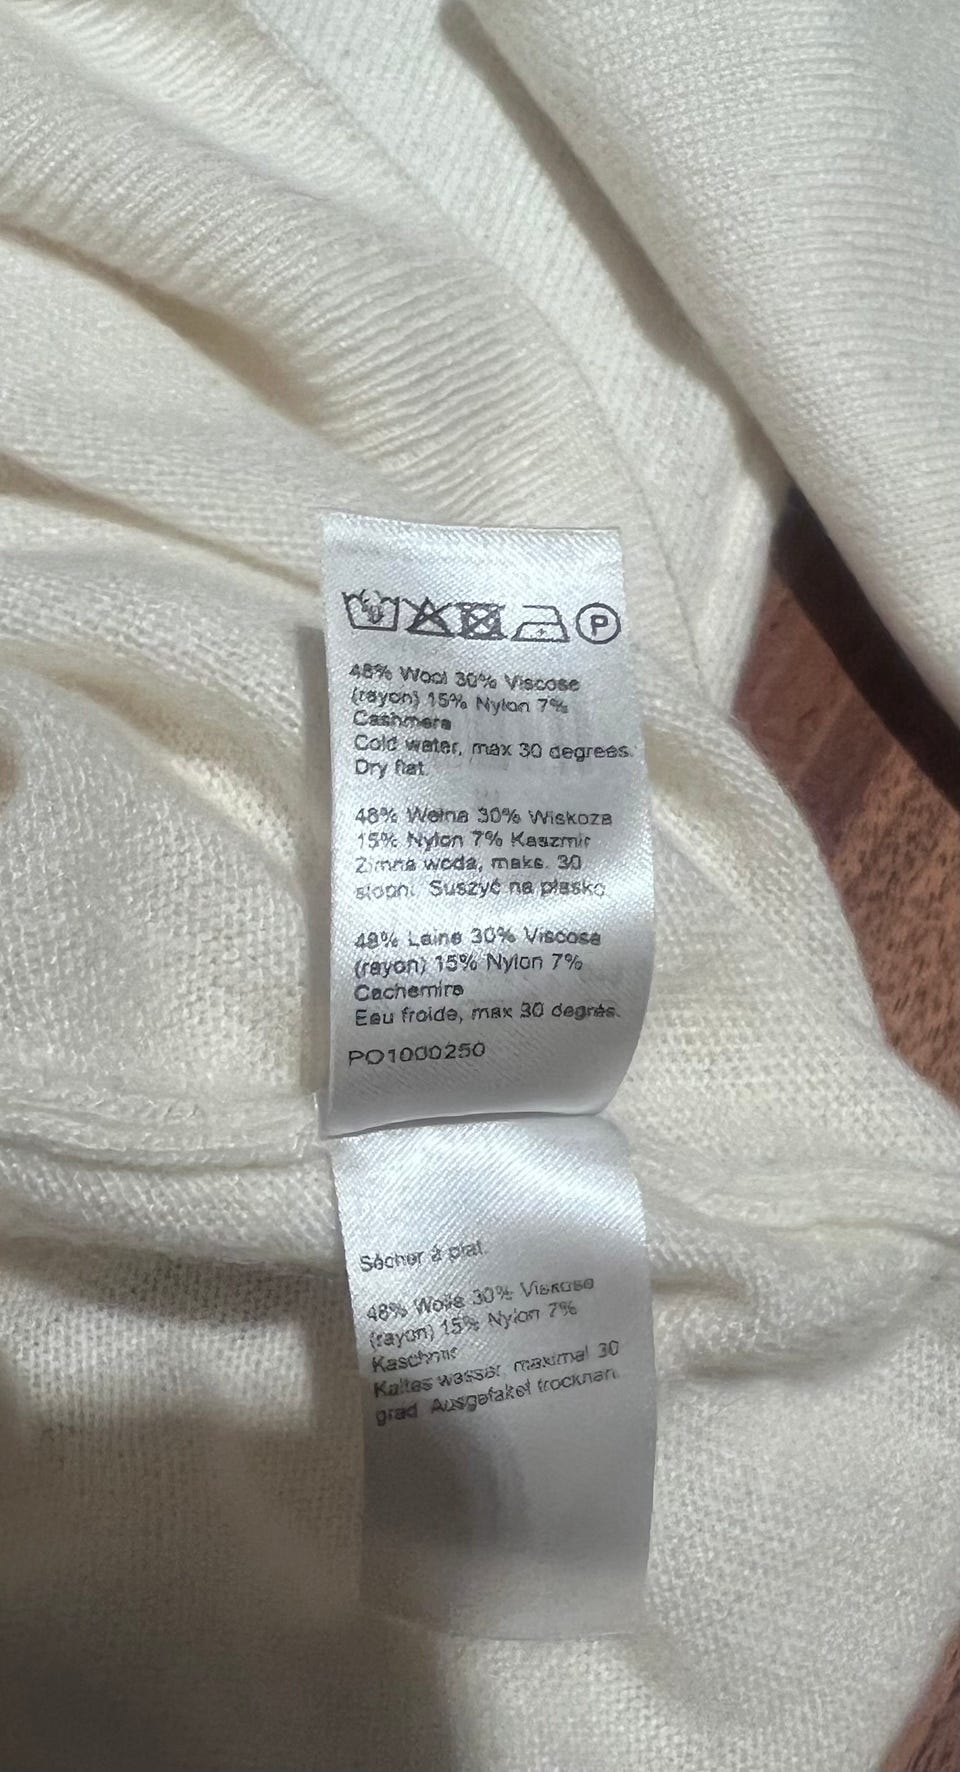 P
48% Wool 30% Viscose
(rayon) 15% Nylon 7%
Cashmere
Cold water, max 30 degrees.
Dry flat.
48% Wełna 30% Wiskoza
15% Nylon 7% Kaszmir
Zimna woda, maks. 30
stopni. Suszyć na płasko
48% Laine 30% Viscose
(rayon) 15% Nylon 7%
Cachemire
Eau froide, max 30 degrés.
PO1000250
Sécher à plat.
48% Wolle 30% Viskose
(rayon) 15% Nylon 7%
Kaschmir
Kaltes wasser, maximal 30
grad. trocknen.